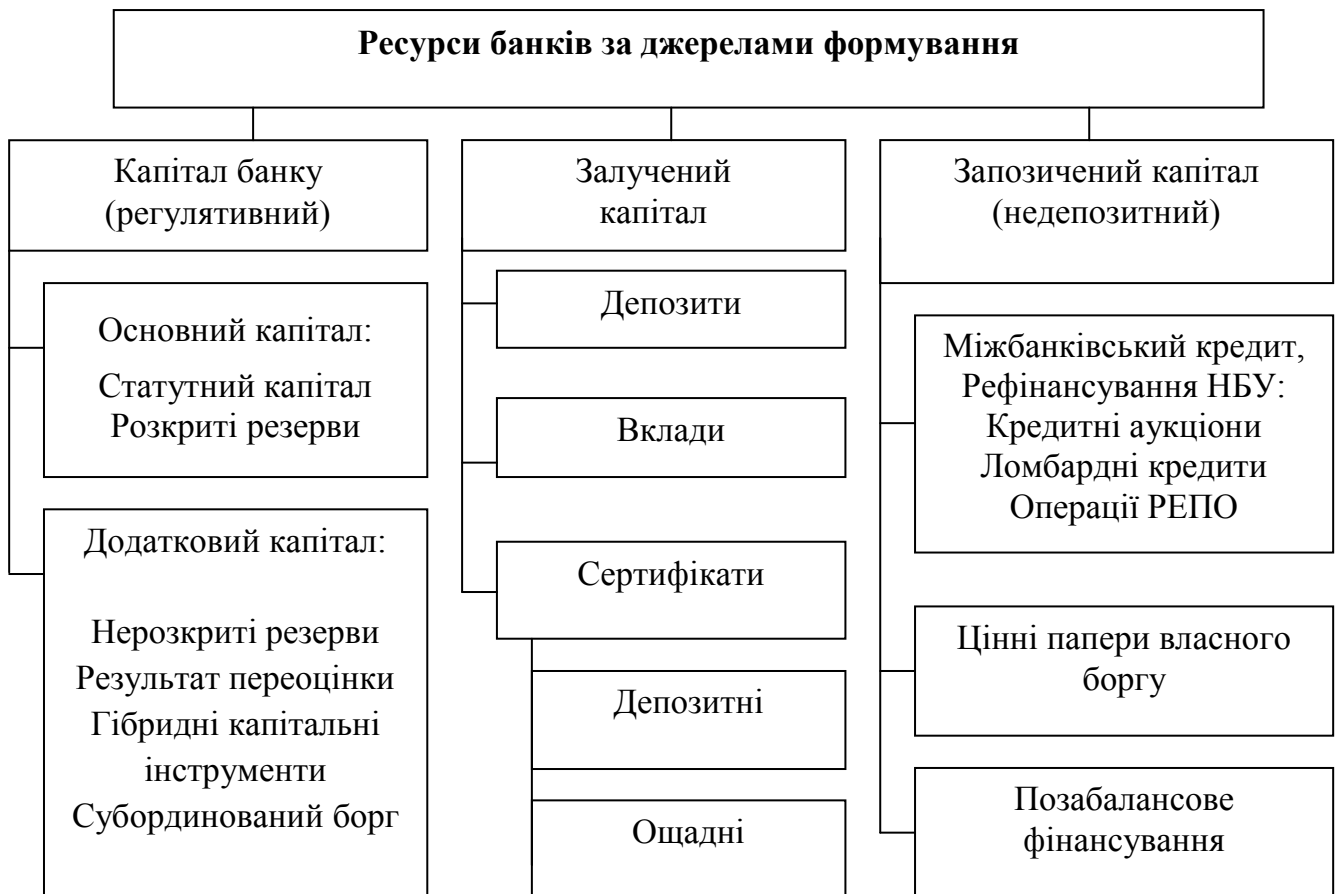 Ресурси банків за джерелами формування
Капітал банку
(регулятивний)
Основний капітал:
Статутний капітал
Розкриті резерви
Додатковий капітал:
Нерозкриті резерви
Результат переоцінки
Гібридні капітальні
інструменти
Субординований борг
Залучений
капітал
Депозити
Вклади
Сертифікати
Депозитні
Ощадні
Запозичений капітал
(недепозитний)
Міжбанківський кредит,
Рефінансування НБУ:
Кредитні аукціони
Ломбардні кредити
Операції РЕПО
Цінні папери власного
боргу
Позабалансове
фінансування